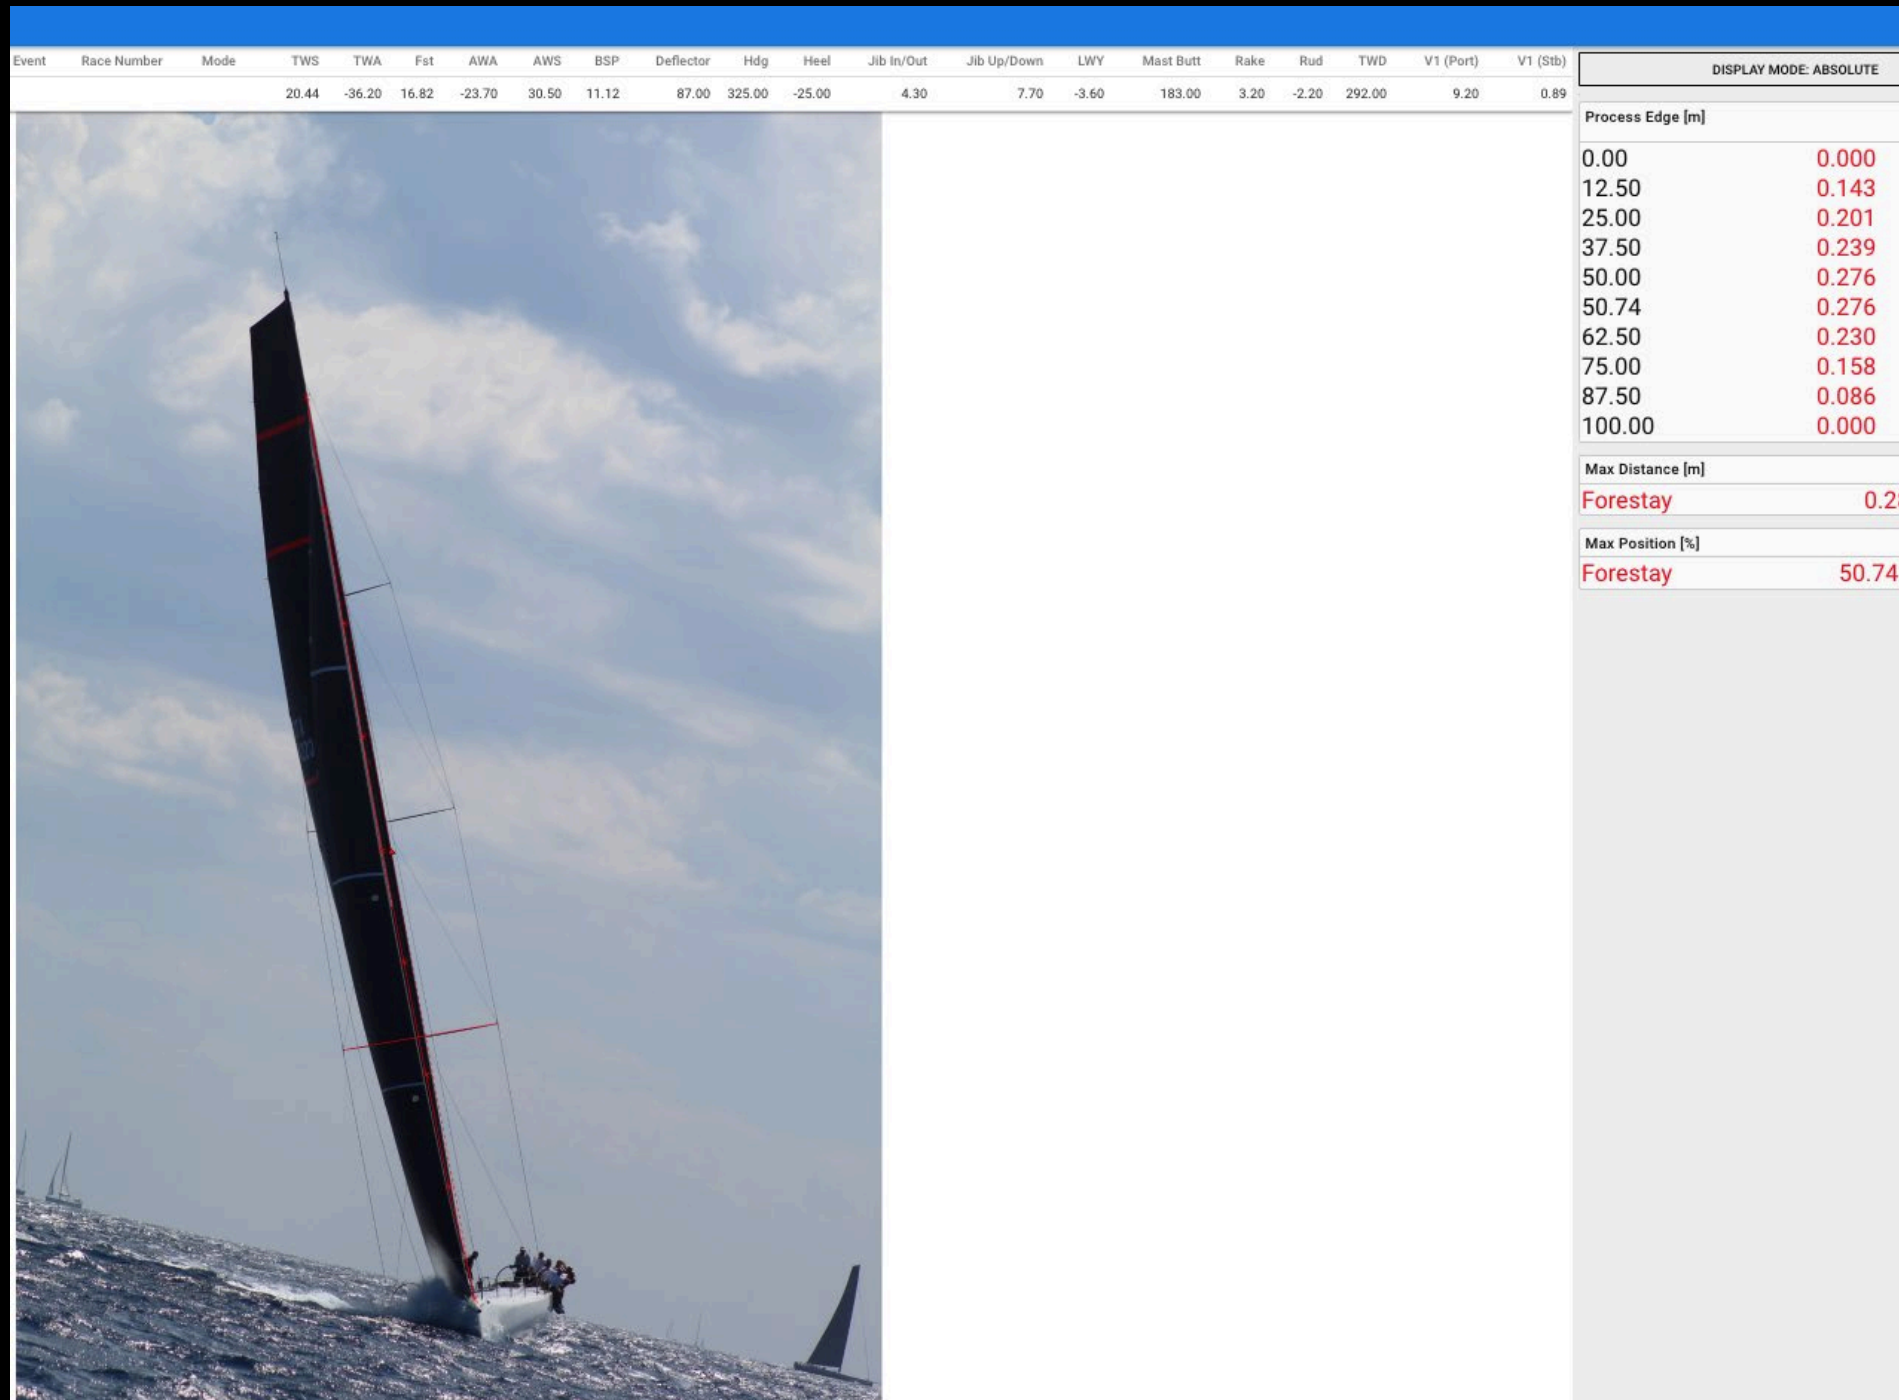 Event Race Number Mode TWS TWA Fst AWA AWS BSP Deflector Hdg Heel Jib In/Out Jib Up/Down LWY Mast Butt Rake Rud TWD V1 (Port) V1 (Stb)
20.44 -36.20 16.82 -23.70 30.50 11.12 87.00 325.00 -25.00 4.30 7.70 -3.60 183.00 3.20 -2.20 292.00 9.20 0.89
DISPLAY MODE: ABSOLUTE
Process Edge [m]
0.00 0.000
12.50 0.143
25.00 0.201
37.50 0.239
50.00 0.276
50.74 0.276
62.50 0.230
75.00 0.158
87.50 0.086
100.00 0.000
Max Distance [m]
Forestay
Max Position [%]
Forestay 50.74